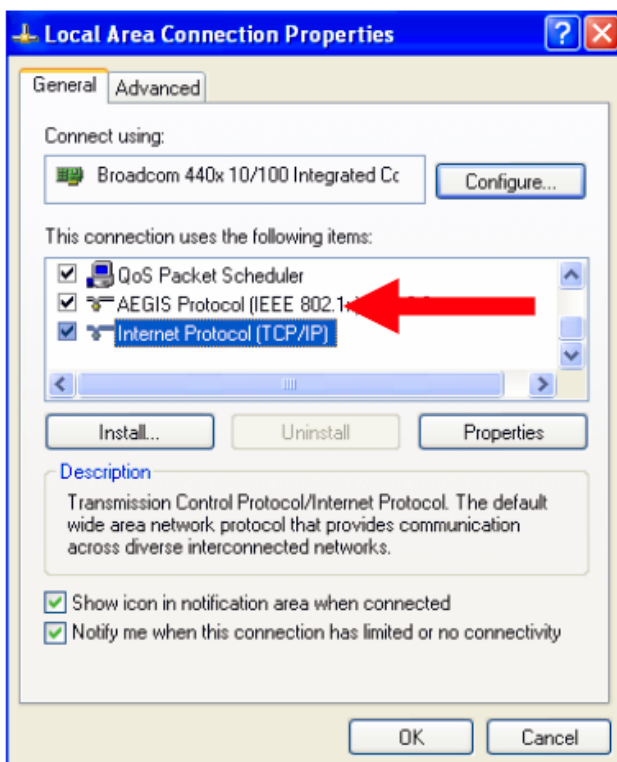 Local Area Connection Properties
General Advanced
Connect using:
Broadcom 440x 10/100 Integrated Cc
Configure...
This connection uses the following items:
QoS Packet Scheduler
AEGIS Protocol (IEEE 802.1
Internet Protocol (TCP/IP)
Install... Uninstall Properties
Description
Transmission Control Protocol/Internet Protocol. The default
wide area network protocol that provides communication
across diverse interconnected networks.
Show icon in notification area when connected
Notify me when this connection has limited or no connectivity
OK Cancel